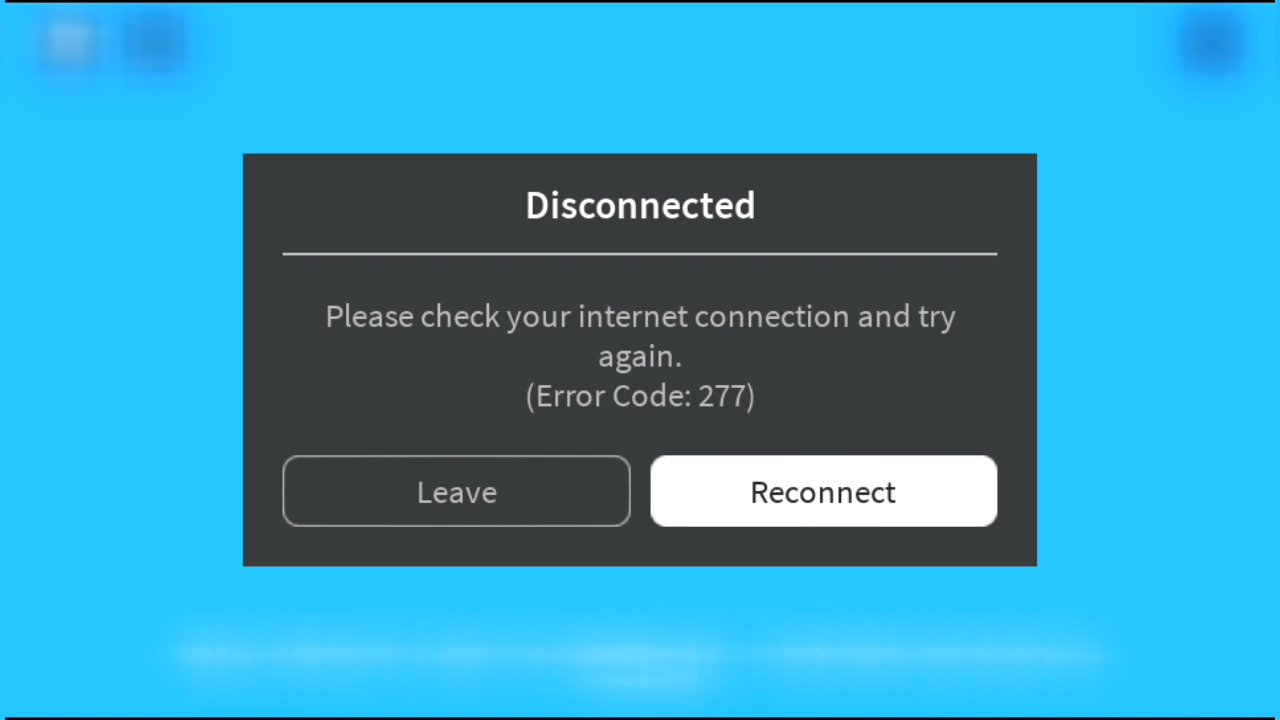 Disconnected
Please check your internet connection and try
again.
(Error Code: 277)
Leave
Reconnect